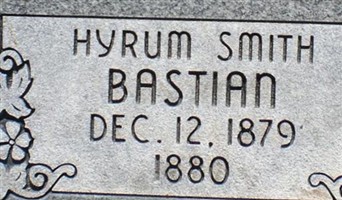 HYRUM SMITH
BASTIAN
DEC. 12, 1879
1880